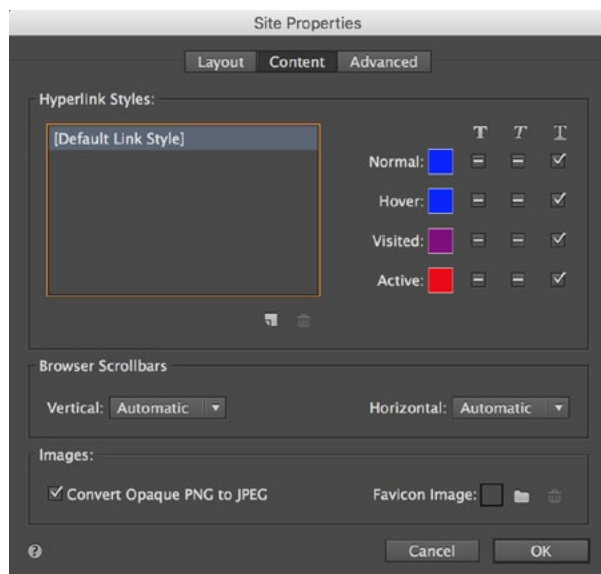 Site Properties
Layout Content Advanced
Hyperlink Styles:
[Default Link Style]
T T T
Normal:
Hover:
Visited:
Active:
Browser Scrollbars
Vertical: Automatic Horizontal: Automatic
Images:
Convert Opaque PNG to JPEG Favicon Image:
? Cancel OK